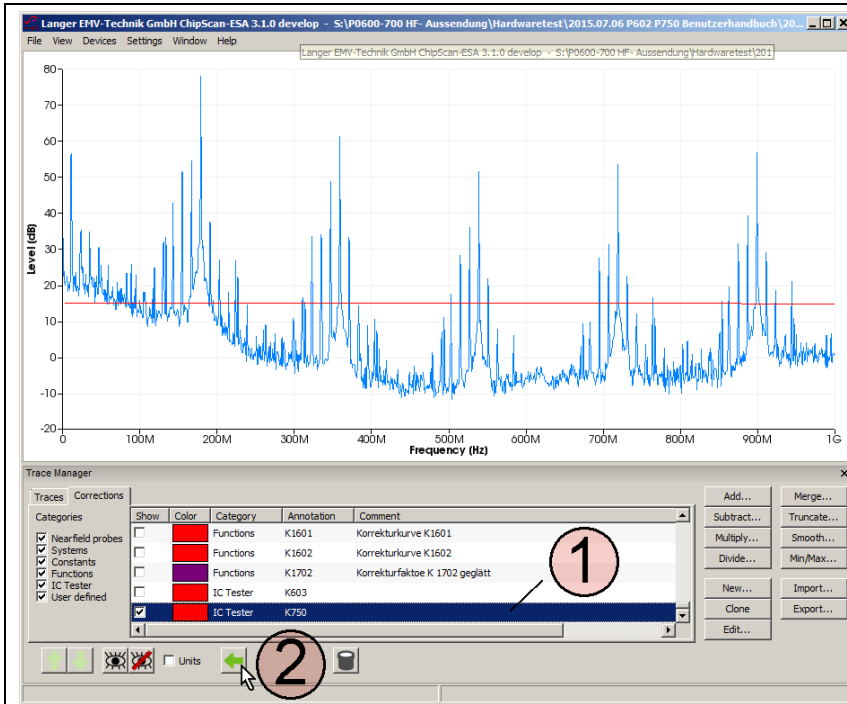 Langer EMV-Technik GmbH ChipScan-ESA 3.1.0 develop - S:\P0600-700 HF- Aussendung\Hardwaretest\2015.07.06 P602 P750 Benutzerhandbuch\20...
File View Devices Settings Window Help
Langer EMV-Technik GmbH ChipScan-ESA 3.1.0 develop - S:\P0600-700 HF- Aussendung\Hardwaretest\201
80
70
60
50
40
30
20
10
0
-10
-20
Level (dB)
0 100M 200M 300M 400M 500M 600M 700M 800M 900M 1G
Frequency (Hz)
Trace Manager
Traces Corrections
Categories
Nearfield probes
Systems
Constants
Functions
IC Tester
User defined
Show Color Category Annotation Comment
Functions K1601 Korrekturkurve K1601
Functions K1602 Korrekturkurve K1602
Functions K1702 Korrekturfaktoe K 1702 geglätt
IC Tester K603
IC Tester K750
1
Add... Merge...
Subtract... Truncate...
Multiply... Smooth...
Divide... Min/Max...
New... Import...
Clone Export...
Edit...
Units
2